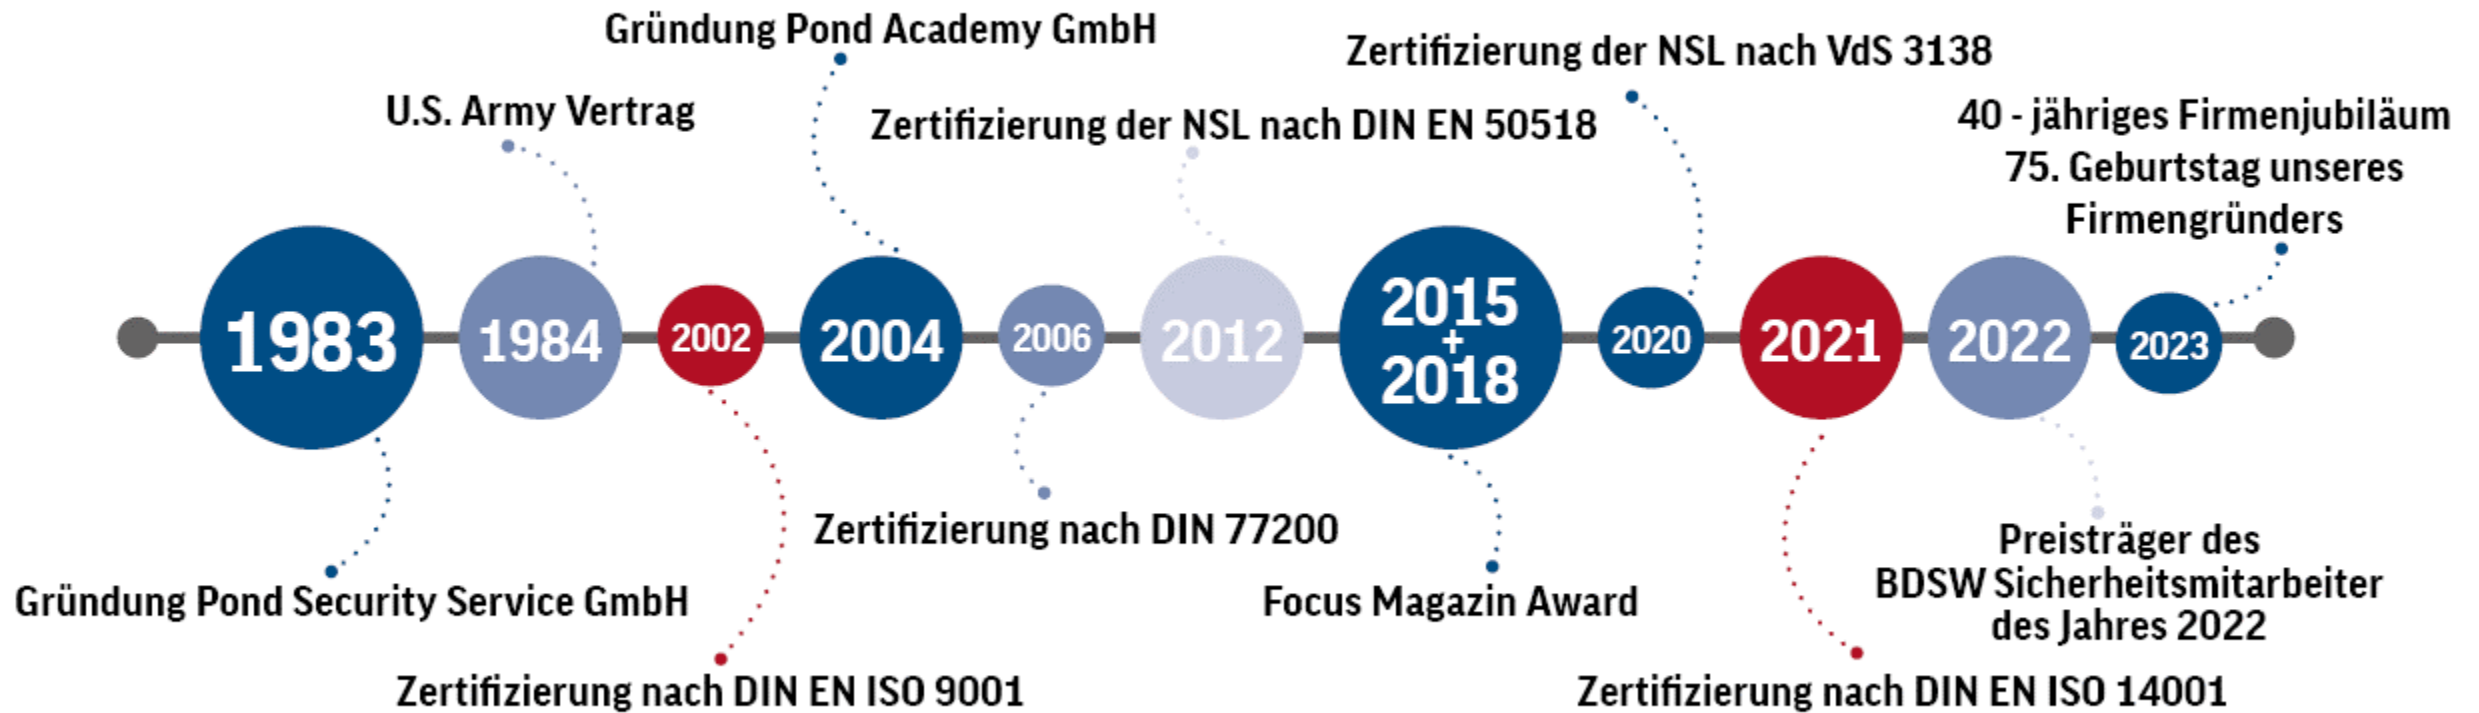 Gründung Pond Academy GmbH
Zertifizierung der NSL nach VdS 3138
U.S. Army Vertrag
Zertifizierung der NSL nach DIN EN 50518
40 - jähriges Firmenjubiläum
75. Geburtstag unseres
Firmengründers
1983
1984
2002
2004
2006
2012
2015
+
2018
2020
2021
2022
2023
Zertifizierung nach DIN 77200
Gründung Pond Security Service GmbH
Focus Magazin Award
Preisträger des
BDSW Sicherheitsmitarbeiter
des Jahres 2022
Zertifizierung nach DIN EN ISO 9001
Zertifizierung nach DIN EN ISO 14001